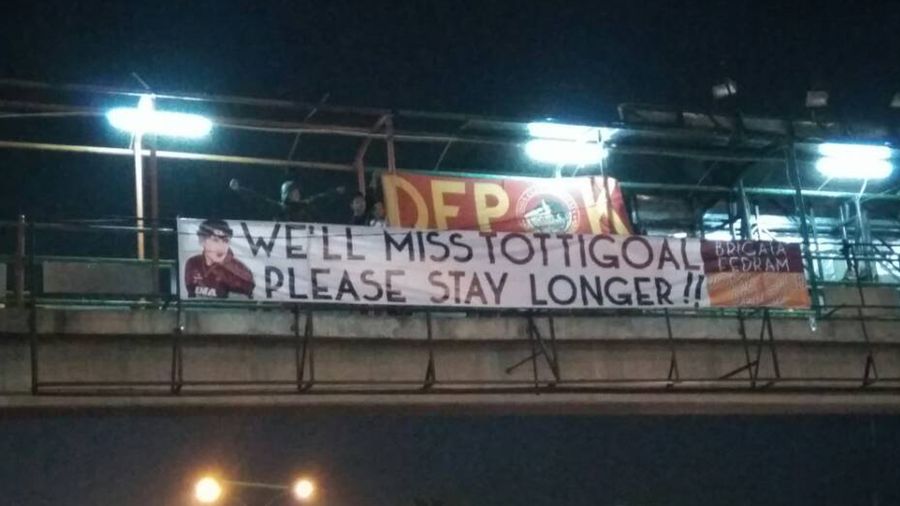 DEPOK
WE'LL MISS TOTTIGOAL,
PLEASE STAY LONGER!!
BRIGATA